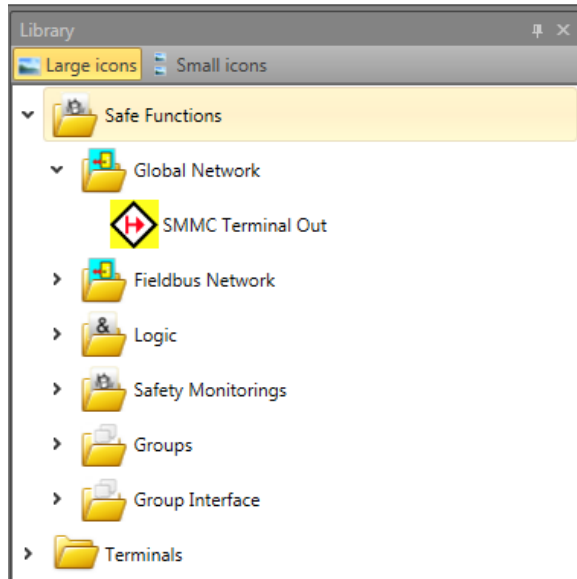 Library
Large icons Small icons
Safe Functions
Global Network
SMMC Terminal Out
Fieldbus Network
& Logic
Safety Monitorings
Groups
Group Interface
Terminals